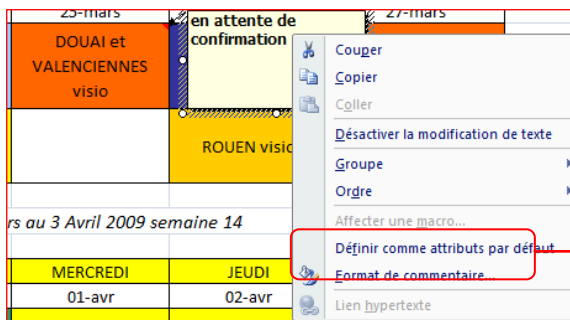 25-mars
27-mars
en attente de
confirmation
DOUAI et
VALENCIENNES
visio
ROUEN visio
Couper
Copier
Coller
Désactiver la modification de texte
Groupe
Ordre
Affecter une macro...
Définir comme attributs par défaut
Format de commentaire...
Lien hypertexte
rs au 3 Avril 2009 semaine 14
MERCREDI
JEUDI
01-avr
02-avr